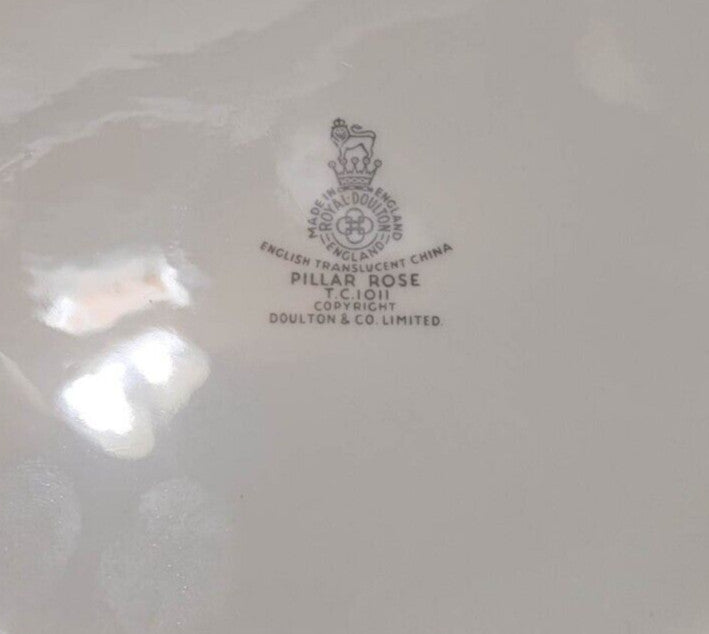 MADE IN ENGLAND
ROYAL·DOULTON
ENGLAND
ENGLISH TRANSLUCENT CHINA
PILLAR ROSE
T.C.1011
COPYRIGHT
DOULTON & CO. LIMITED.